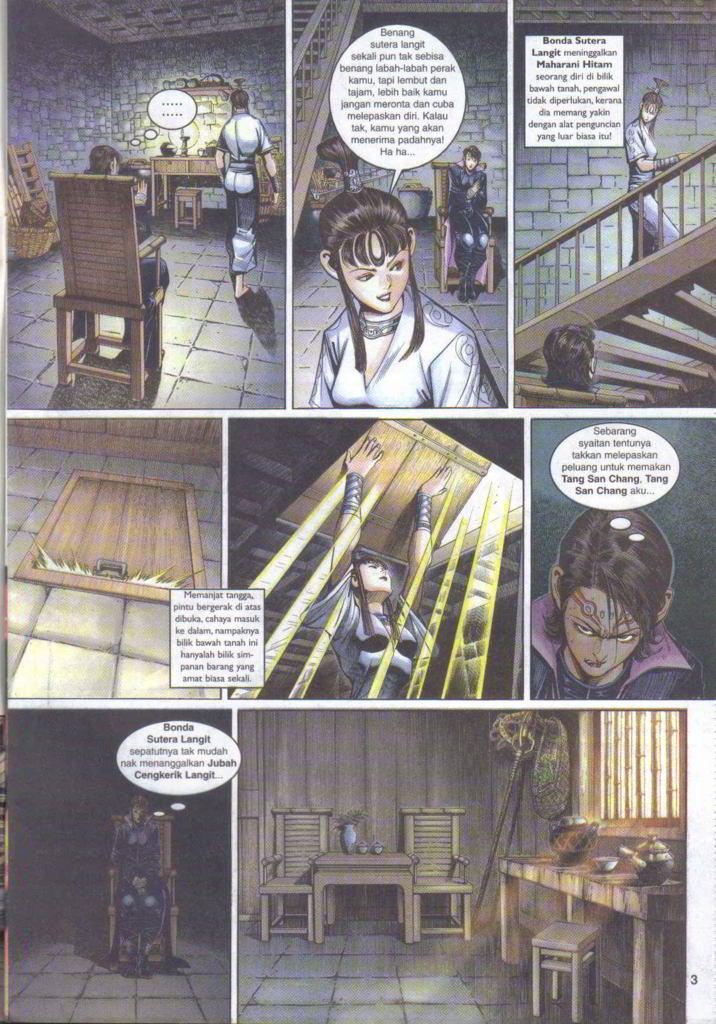 .....
.....
Benang
sutera langit
sekali pun tak sebisa
benang labah-labah perak
kamu, tapi lembut dan
tajam, lebih baik kamu
jangan meronta dan cuba
melepaskan diri. Kalau
tak, kamu yang akan
menerima padahnya!
Ha ha...
Bonda Sutera
Langit meninggalkan
Maharani Hitam
seorang diri di bilik
bawah tanah, pengawal
tidak diperlukan, kerana
dia memang yakin
dengan alat penguncian
yang luar biasa itu!
Memanjat tangga,
pintu bergerak di atas
dibuka, cahaya masuk
ke dalam, nampaknya
bilik bawah tanah ini
hanyalah bilik sim-
panan barang yang
amat biasa sekali.
Sebarang
syaitan tentunya
takkan melepaskan
peluang untuk memakan
Tang San Chang, Tang
San Chang aku...
Bonda
Sutera Langit
sepatutnya tak mudah
nak menanggalkan Jubah
Cengkerik Langit...
3